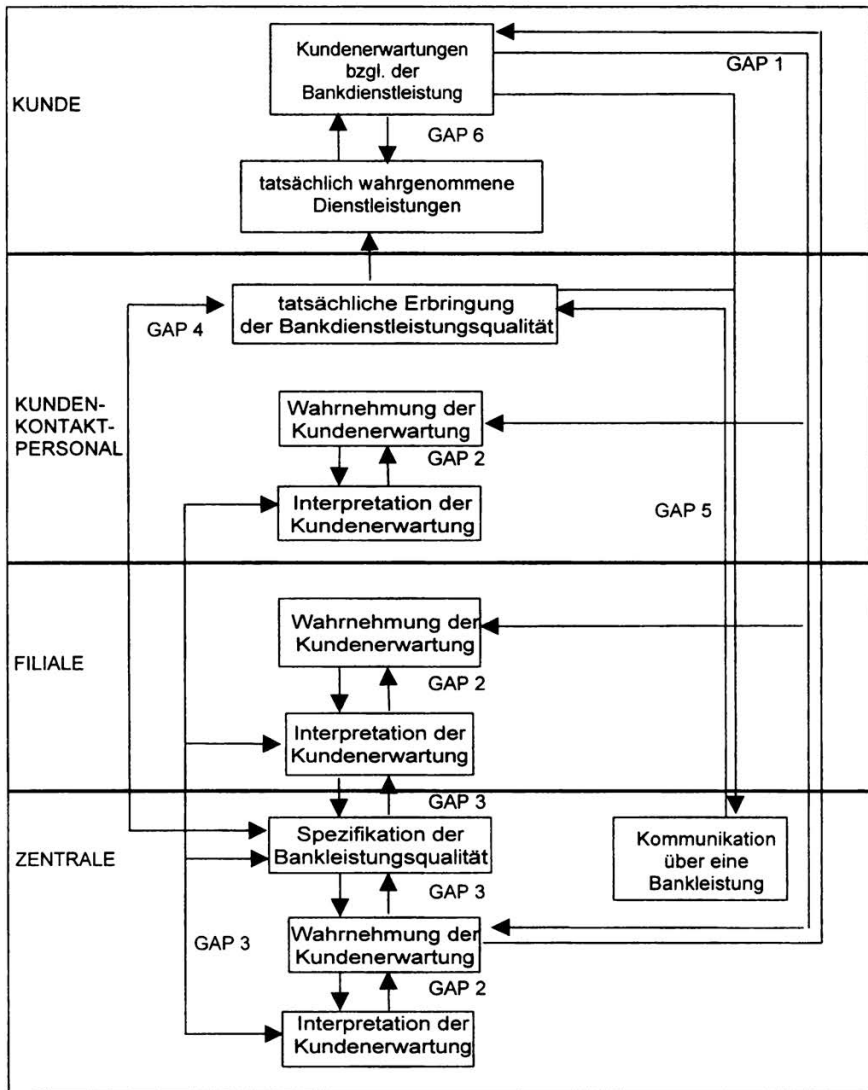 Kundenerwartungen
bzgl. der
Bankdienstleistung
GAP 1
KUNDE
GAP 6
tatsächlich wahrgenommene
Dienstleistungen
tatsächliche Erbringung
der Bankdienstleistungsqualität
GAP 4
KUNDEN-
KONTAKT-
PERSONAL
Wahrnehmung der
Kundenerwartung
GAP 2
Interpretation der
Kundenerwartung
GAP 5
Wahrnehmung der
Kundenerwartung
FILIALE
GAP 2
Interpretation der
Kundenerwartung
GAP 3
ZENTRALE
Spezifikation der
Bankleistungsqualität
Kommunikation
über eine
Bankleistung
GAP 3
GAP 3
Wahrnehmung der
Kundenerwartung
GAP 2
Interpretation der
Kundenerwartung